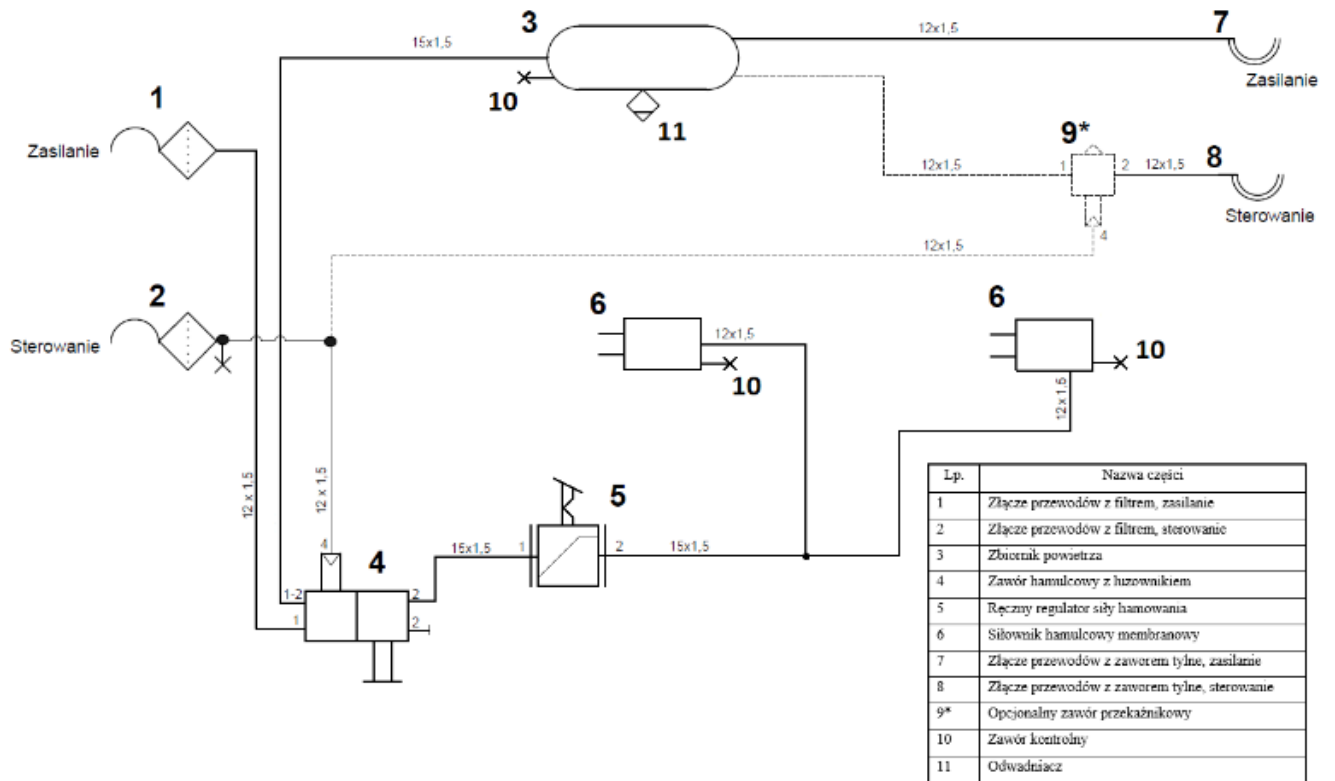 3
7
15x1,5
12x1,5
10
11
Zasilanie
1
Zasilanie
9*
12x1,5
1
2
12x1,5
8
4
Sterowanie
12x1,5
2
Sterowanie
6
12x1,5
10
6
10
12x1,5
12 x 1,5
12 x 1,5
4
4
1-2
1
2
2
15x1,5
5
1
2
15x1,5
Lp. Nazwa części
1 Złącze przewodów z filtrem, zasilanie
2 Złącze przewodów z filtrem, sterowanie
3 Zbiornik powietrza
4 Zawór hamulcowy z luzownikiem
5 Ręczny regulator siły hamowania
6 Siłownik hamulcowy membranowy
7 Złącze przewodów z zaworem tylne, zasilanie
8 Złącze przewodów z zaworem tylne, sterowanie
9* Opcjonalny zawór przekaźnikowy
10 Zawór kontrolny
11 Odwadniacz